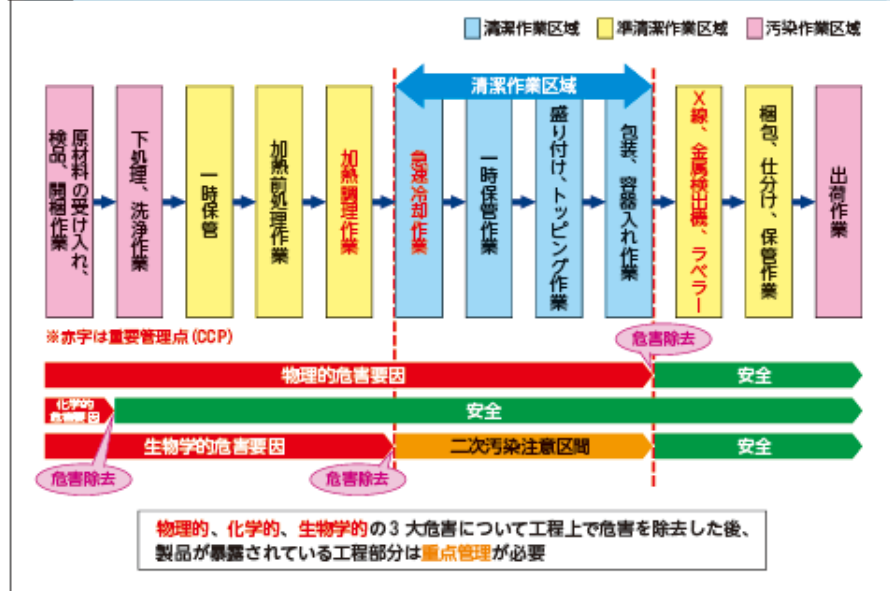 清潔作業区域
準清潔作業区域
汚染作業区域
清潔作業区域
原材料の受け入れ、
検品、開梱作業
下処理、洗浄作業
一時保管
加熱前処理作業
加熱調理作業
急速冷却作業
一時保管作業
盛り付け、トッピング作業
包装、容器入れ作業
X線、金属検出機、ラベラー
梱包、仕分け、保管作業
出荷作業
※赤字は重要管理点(CCP)
危害除去
物理的危害要因
安全
化学的
危害要因
安全
生物学的危害要因
二次汚染注意区間
安全
危害除去
危害除去
物理的、化学的、生物学的の3大危害について工程上で危害を除去した後、
製品が暴露されている工程部分は重点管理が必要